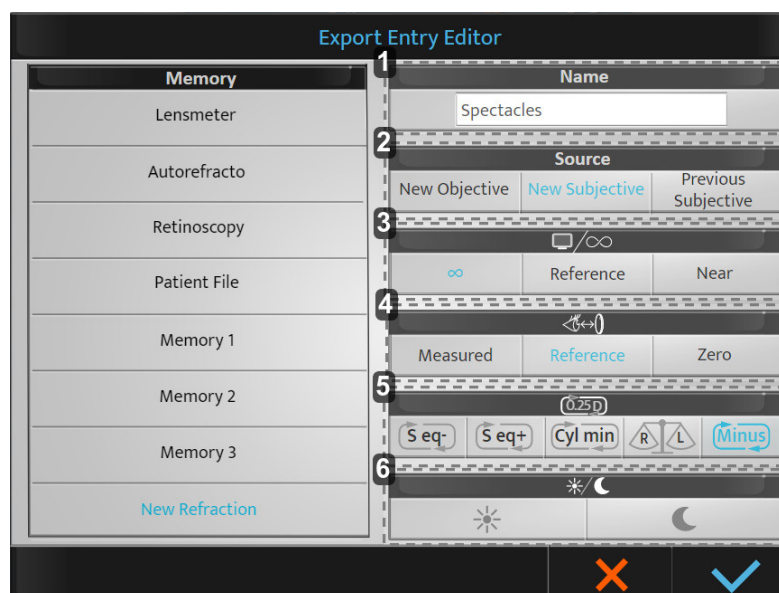 Export Entry Editor
Memory
Lensmeter
Autorefracto
Retinoscopy
Patient File
Memory 1
Memory 2
Memory 3
New Refraction
1
Name
Spectacles
2
Source
New Objective
New Subjective
Previous
Subjective
3
/∞
∞
Reference
Near
4
Measured
Reference
Zero
5
0.25 D
S eq-
S eq+
Cyl min
R L
Minus
6